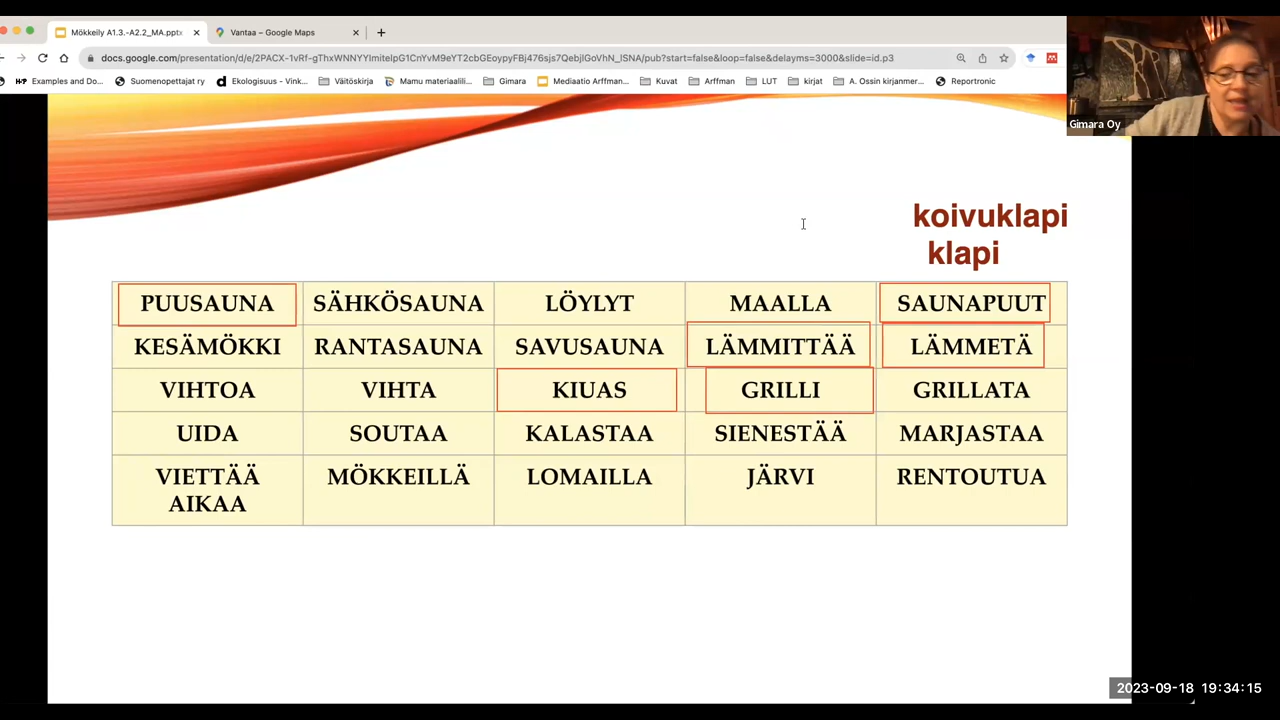 Mökkeily A1.3.-A2.2_MA.pptx
Vantaa – Google Maps
docs.google.com/presentation/d/e/2PACX-1vRf-gThxWNNYYlmitelpG1CnYvM9eYT2cbGEoypyFBj476sjs7QebjlGoVhN_lSNA/pub?start=false&loop=false&delayms=3000&slide=id.p3
Examples and Do...
Suomenopettajat ry
Ekologisuus - Vink...
Väitöskirja
Mamu materiaalili...
Gimara
Mediaatio Arffman...
Kuvat
Arffman
LUT
kirjat
A. Ossin kirjanmer...
Reportronic
Gimara Oy
koivuklapi
klapi
PUUSAUNA SÄHKÖSAUNA LÖYLYT MAALLA SAUNAPUUT
KESÄMÖKKI RANTASAUNA SAVUSAUNA LÄMMITTÄÄ LÄMMETÄ
VIHTOA VIHTA KIUAS GRILLI GRILLATA
UIDA SOUTAA KALASTAA SIENESTÄÄ MARJASTAA
VIETTÄÄ MÖKKEILLÄ LOMAILLA JÄRVI RENTOUTUA
AIKAA
2023-09-18 19:34:15